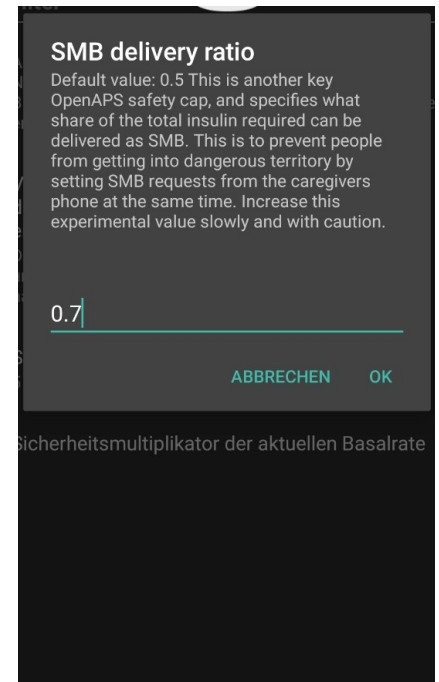 SMB delivery ratio
Default value: 0.5 This is another key
OpenAPS safety cap, and specifies what
share of the total insulin required can be
delivered as SMB. This is to prevent people
from getting into dangerous territory by
setting SMB requests from the caregivers
phone at the same time. Increase this
experimental value slowly and with caution.
0.7
ABBRECHEN OK
Sicherheitsmultiplikator der aktuellen Basalrate